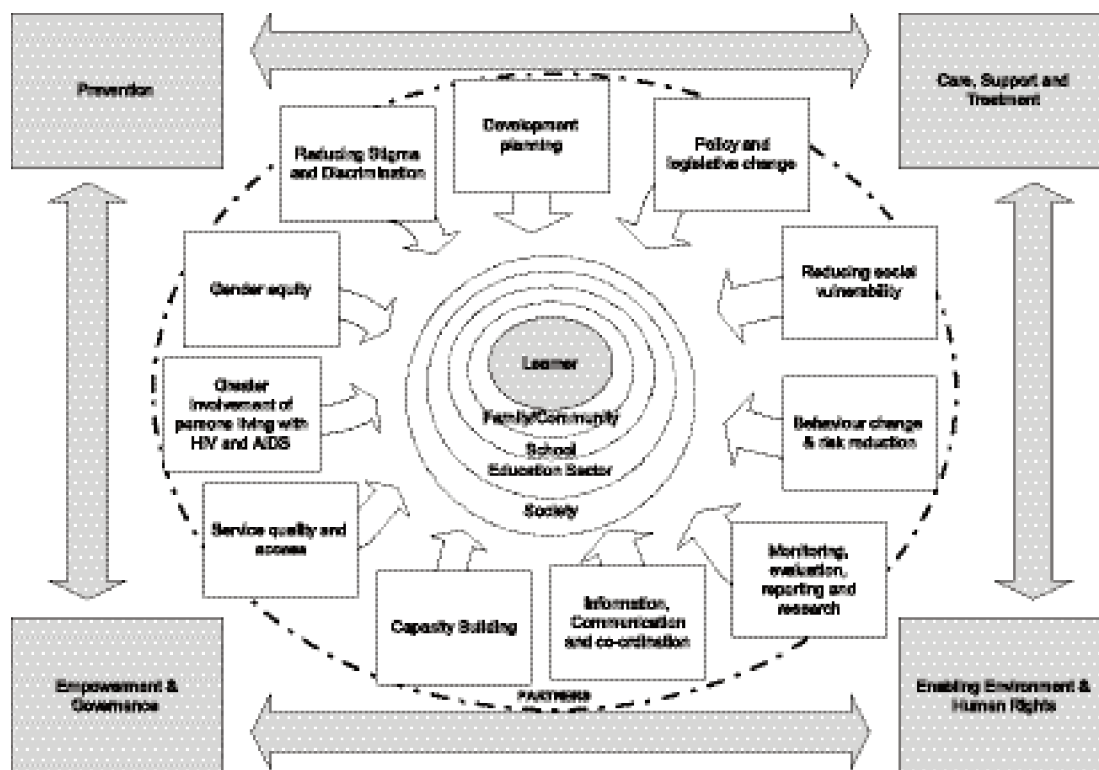 Prevention
Care, Support and
Treatment
Development
planning
Policy and
legislative change
Reducing Stigma
and Discrimination
Gender equity
Reducing social
vulnerability
Learner
Greater
involvement of
persons living with
HIV and AIDS
Family/Community
School
Education Sector
Society
Behaviour change
& risk reduction
Service quality and
access
Capacity Building
Information,
Communication
and co-ordination
Monitoring,
evaluation,
reporting and
research
PARTNERS
Empowerment &
Governance
Enabling Environment &
Human Rights